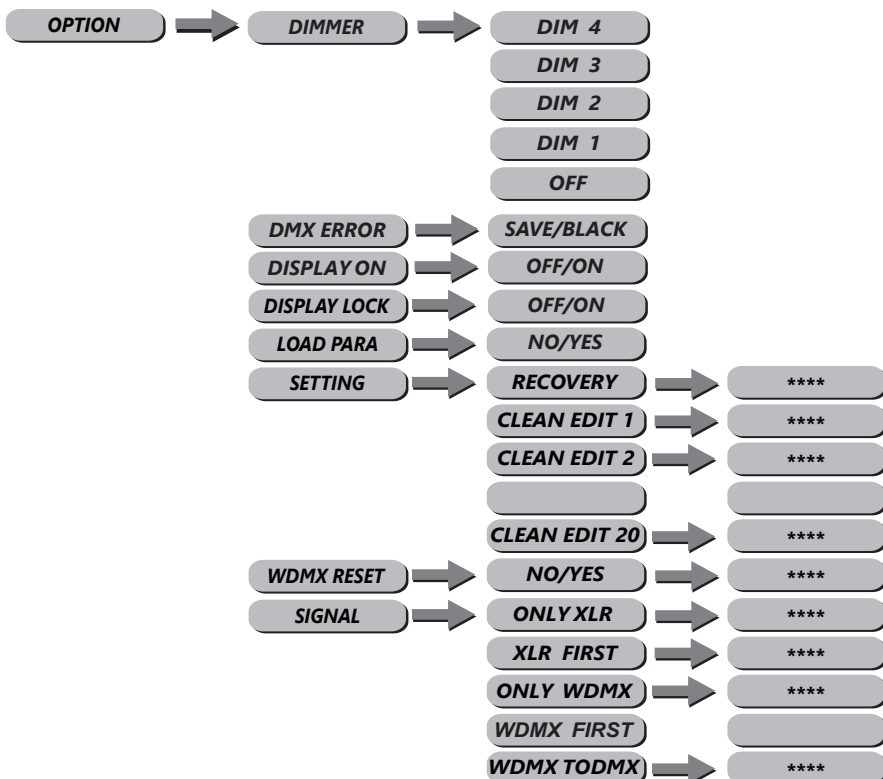 OPTION DIMMER DIM 4
DIM 3
DIM 2
DIM 1
OFF
DMX ERROR SAVE/BLACK
DISPLAY ON OFF/ON
DISPLAY LOCK OFF/ON
LOAD PARA NO/YES
SETTING RECOVERY ****
CLEAN EDIT 1 ****
CLEAN EDIT 2 ****
CLEAN EDIT 20 ****
WDMX RESET NO/YES ****
SIGNAL ONLY XLR ****
XLR FIRST ****
ONLY WDMX ****
WDMX FIRST
WDMX TODMX ****